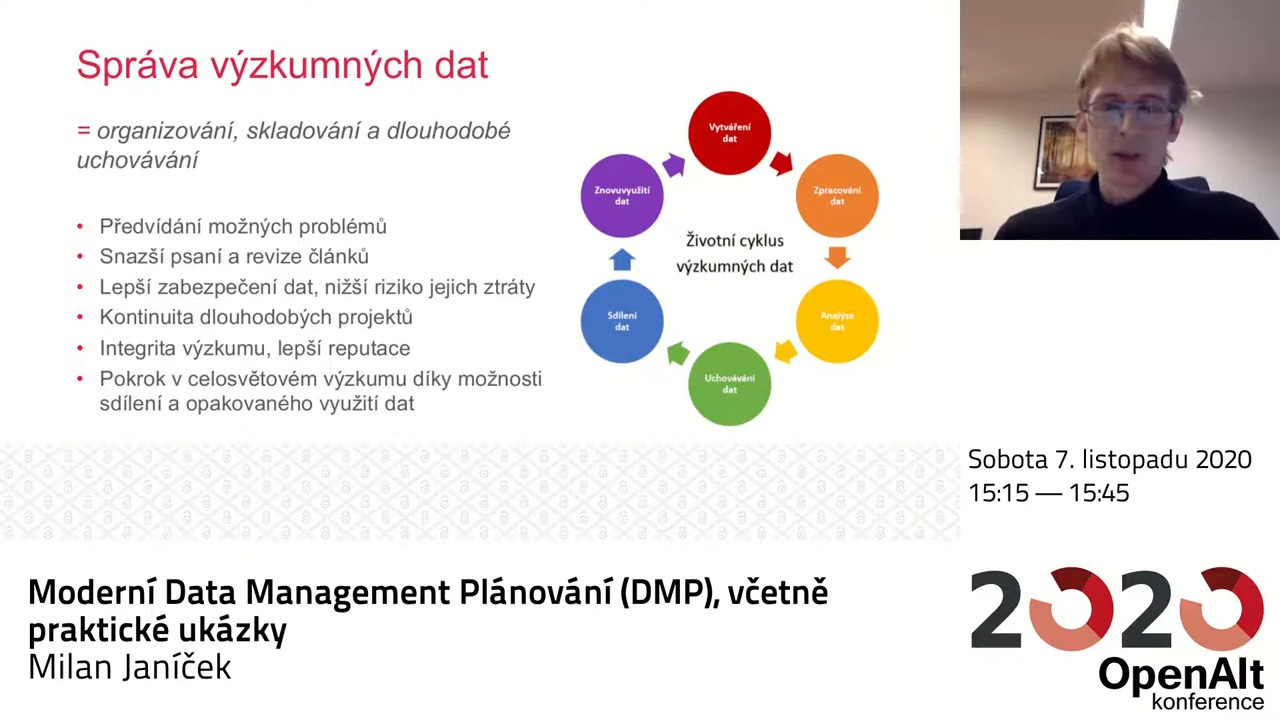 Správa výzkumných dat
= organizování, skladování a dlouhodobé
uchovávání
• Předvídání možných problémů
• Snazší psaní a revize článků
• Lepší zabezpečení dat, nižší riziko jejich ztráty
• Kontinuita dlouhodobých projektů
• Integrita výzkumu, lepší reputace
• Pokrok v celosvětovém výzkumu díky možnosti
sdílení a opakovaného využití dat
Vytváření
dat
Zpracování
dat
Analýza
dat
Uchovávání
dat
Sdílení
dat
Znovuvyužití
dat
Životní cyklus
výzkumných dat
Sobota 7. listopadu 2020
15:15 — 15:45
Moderní Data Management Plánování (DMP), včetně
praktické ukázky
Milan Janíček
2020
OpenAlt
konference